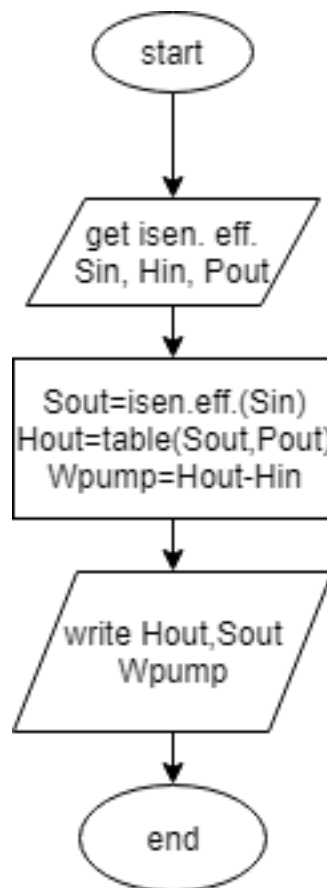 start
get isen. eff.
Sin, Hin, Pout
Sout=isen.eff.(Sin)
Hout=table(Sout,Pout)
Wpump=Hout-Hin
write Hout,Sout
Wpump
end